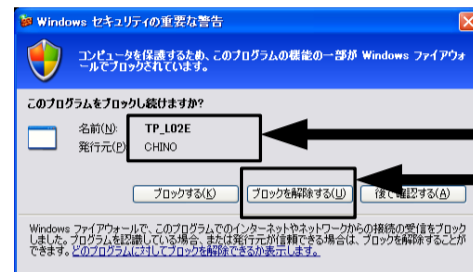 Windows セキュリティの重要な警告
コンピュータを保護するため、このプログラムの機能の一部が Windows ファイアウォ
ールでブロックされています。
このプログラムをブロックし続けますか?
名前(N): TP_L02E
発行元(P) CHINO
ブロックする(K) ブロックを解除する(U) 後で確認する(A)
Windows ファイアウォールで、このプログラムでのインターネットやネットワークからの接続の受信をブロック
しました。プログラムを認識している場合、または発行元が信頼できる場合は、ブロックを解除することが
できます。どのプログラムに対してブロックを解除できるか表示します。